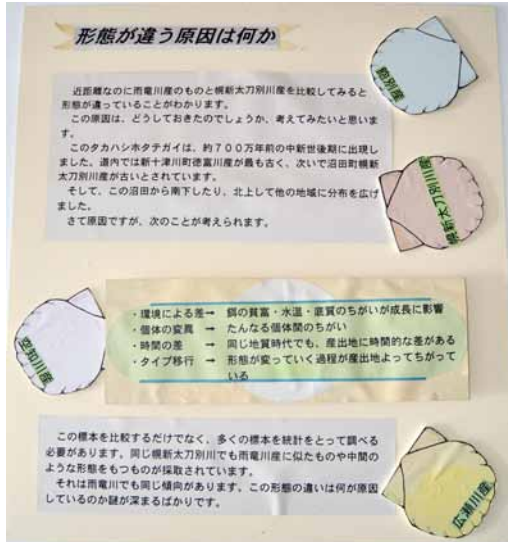 形態が違う原因は何か
近距離なのに雨竜川産のものと幌新太刀別川産を比較してみると
形態が違っていることがわかります。
この原因は、どうしておきたのでしょうか、考えてみたいと思いま
す。
このタカハシホタテガイは、約７００万年前の中新世後期に出現し
ました。道内では新十津川町徳富川産が最も古く、次いで沼田町幌新
太刀別川産が古いとされています。
そして、この沼田から南下したり、北上して他の地域に分布を広げ
ました。
さて原因ですが、次のことが考えられます。
幌新太刀別川産
・環境による差→ 餌の貧富・水温・底質のちがいが成長に影響
・個体の変異→ たんなる個体間のちがい
・時間の差 → 同じ地質時代でも、産出地に時間的な差がある
・タイプ移行 → 形態が変っていく過程が産出地よってちがって
いる
空知川産
この標本を比較するだけでなく、多くの標本を統計をとって調べる
必要があります。同じ幌新太刀別川でも雨竜川産に似たものや中間の
ような形態をもつものが採取されています。
それは雨竜川でも同じ傾向があります。この形態の違いは何が原因
しているのか謎が深まるばかりです。
広瀬川産